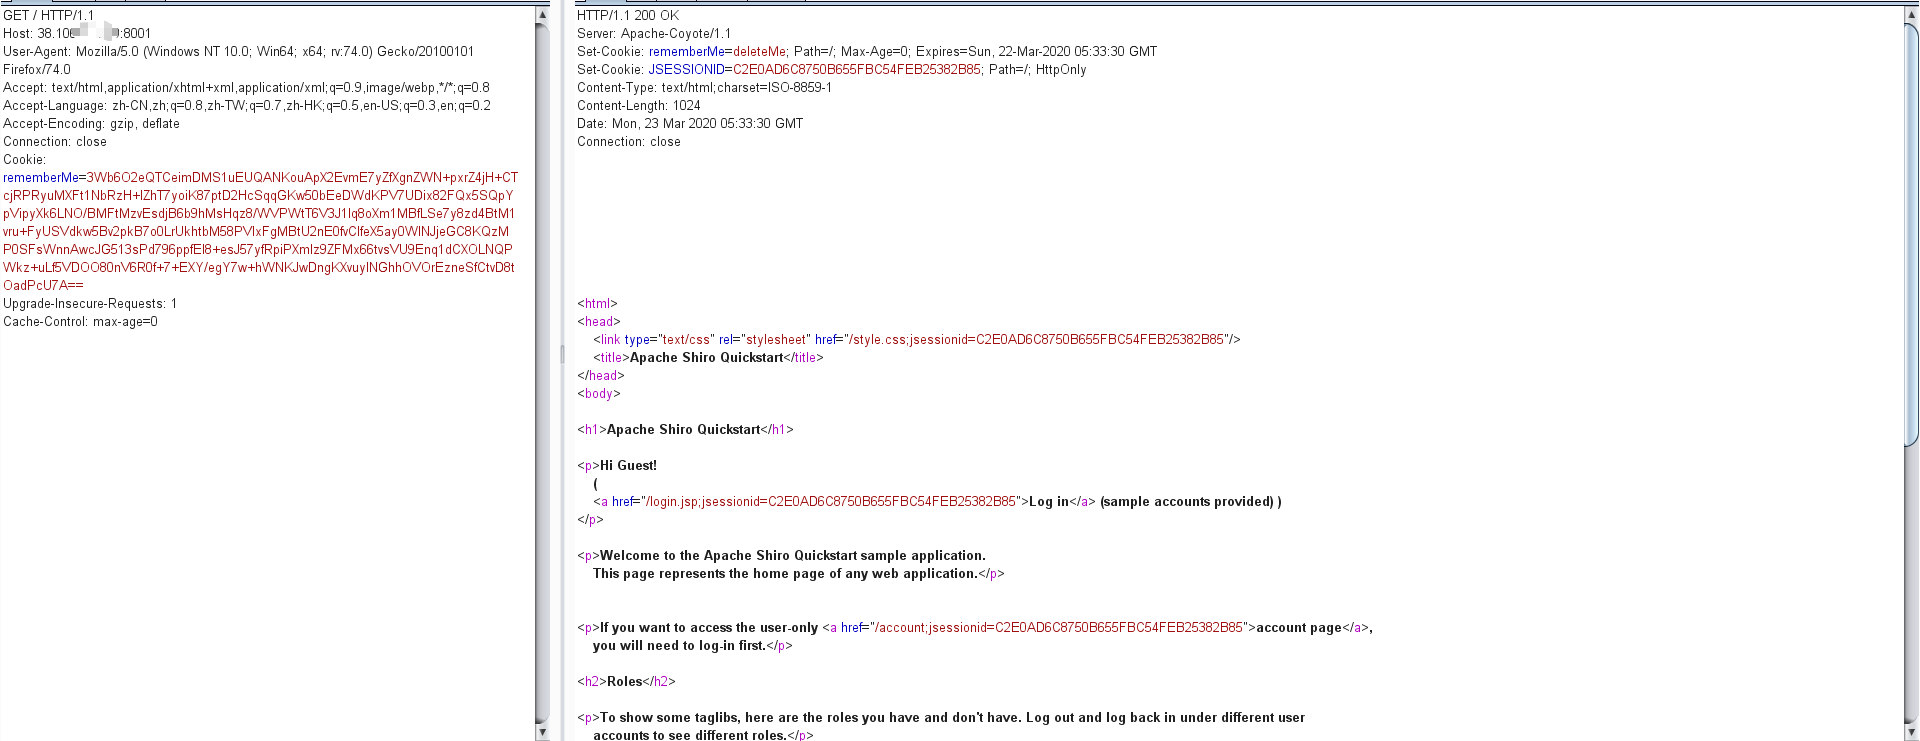 GET / HTTP/1.1
Host: 38.10 :8001
User-Agent: Mozilla/5.0 (Windows NT 10.0; Win64; x64; rv:74.0) Gecko/20100101
Firefox/74.0
Accept: text/html,application/xhtml+xml,application/xml;q=0.9,image/webp,*/*;q=0.8
Accept-Language: zh-CN,zh;q=0.8,zh-TW;q=0.7,zh-HK;q=0.5,en-US;q=0.3,en;q=0.2
Accept-Encoding: gzip, deflate
Connection: close
Cookie:
rememberMe=3Wb6O2eQTCeimDMS1uEUQANKouApX2EvmE7yZfXgnZWN+pxrZ4jH+CT
cjRPRyuMXFt1NbRzH+IZhT7yoiK87ptD2HcSqqGKw50bEeDWdKPV7UDix82FQx5SQpY
pVipyXk6LNO/BMFtMzvEsdjB6b9hMsHqz8/WVPWtT6V3J1Iq8oXm1MBfLSe7y8zd4BtM1
vru+FyUSVdkw5Bv2pkB7o0LrUkhtbM58PVIxFgMBtU2nE0fvClfeX5ay0WINJjeGC8KQzM
P0SFsWnnAwcJG513sPd796ppfEI8+esJ57yfRpiPXmIz9ZFMx66tvsVU9Enq1dCXOLNQP
Wkz+uLf5VDOO80nV6R0f+7+EXY/egY7w+hWNKJwDngKXvuyINGhhOVOrEzneSfCtvD8t
OadPcU7A==
Upgrade-Insecure-Requests: 1
Cache-Control: max-age=0
HTTP/1.1 200 OK
Server: Apache-Coyote/1.1
Set-Cookie: rememberMe=deleteMe; Path=/; Max-Age=0; Expires=Sun, 22-Mar-2020 05:33:30 GMT
Set-Cookie: JSESSIONID=C2E0AD6C8750B655FBC54FEB25382B85; Path=/; HttpOnly
Content-Type: text/html;charset=ISO-8859-1
Content-Length: 1024
Date: Mon, 23 Mar 2020 05:33:30 GMT
Connection: close
<html>
<head>
<link type="text/css" rel="stylesheet" href="/style.css;jsessionid=C2E0AD6C8750B655FBC54FEB25382B85"/>
<title>Apache Shiro Quickstart</title>
</head>
<body>
<h1>Apache Shiro Quickstart</h1>
<p>Hi Guest!
(
<a href="/login.jsp;jsessionid=C2E0AD6C8750B655FBC54FEB25382B85">Log in</a> (sample accounts provided) )
</p>
<p>Welcome to the Apache Shiro Quickstart sample application.
This page represents the home page of any web application.</p>
<p>If you want to access the user-only <a href="/account;jsessionid=C2E0AD6C8750B655FBC54FEB25382B85">account page</a>,
you will need to log-in first.</p>
<h2>Roles</h2>
<p>To show some taglibs, here are the roles you have and don't have. Log out and log back in under different user
accounts to see different roles.</p>